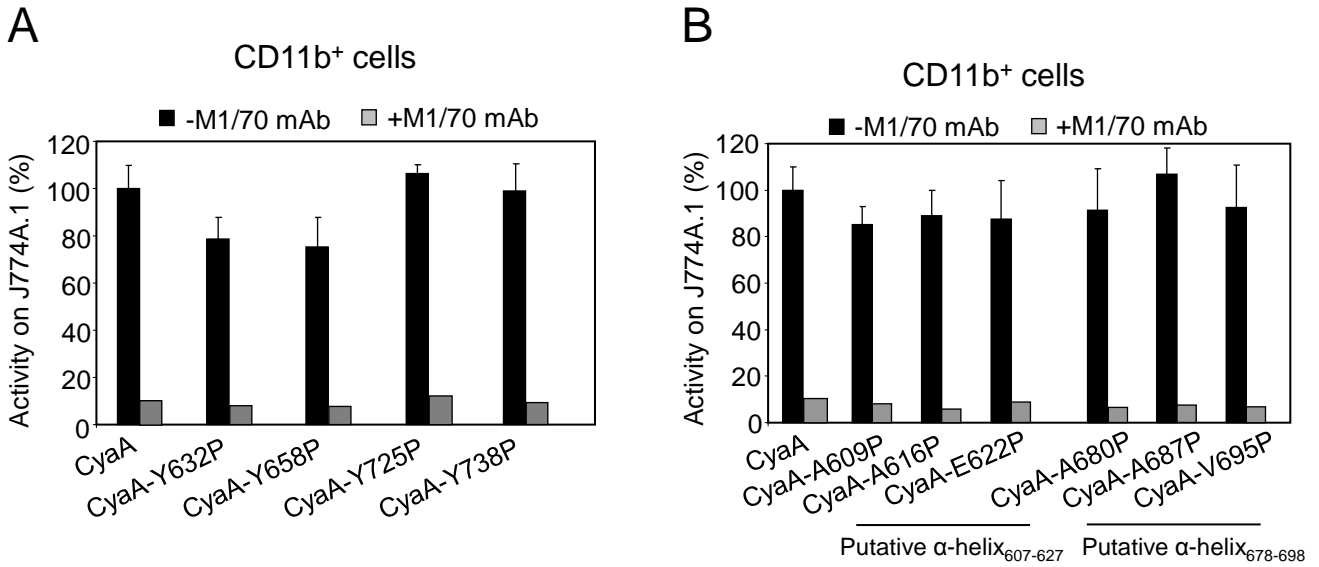 A
CD11b⁺ cells
-M1/70 mAb +M1/70 mAb
Activity on J774A.1 (%)
120
100
80
60
40
20
0
CyaA
CyaA-Y632P
CyaA-Y658P
CyaA-Y725P
CyaA-Y738P
B
CD11b⁺ cells
-M1/70 mAb +M1/70 mAb
Activity on J774A.1 (%)
120
100
80
60
40
20
0
CyaA
CyaA-A609P
CyaA-A616P
CyaA-E622P
CyaA-A680P
CyaA-A687P
CyaA-V695P
Putative α-helix₆₀₇₋₆₂₇ Putative α-helix₆₇₈₋₆₉₈